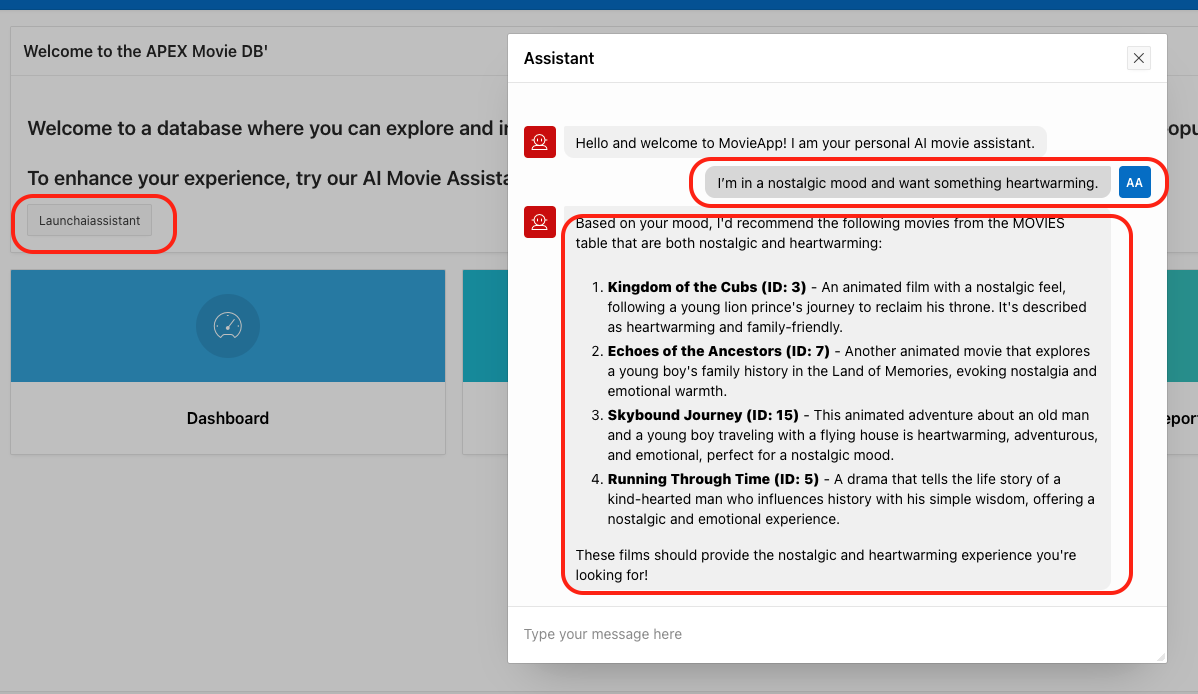 Welcome to the APEX Movie DB'
Welcome to a database where you can explore and
To enhance your experience, try our AI Movie
Launchaiassistant
Dashboard
Assistant
Hello and welcome to MovieApp! I am your personal AI movie assistant.
I'm in a nostalgic mood and want something heartwarming.
AA
Based on your mood, I'd recommend the following movies from the MOVIES
table that are both nostalgic and heartwarming:
1. Kingdom of the Cubs (ID: 3) - An animated film with a nostalgic feel,
following a young lion prince's journey to reclaim his throne. It's described
as heartwarming and family-friendly.
2. Echoes of the Ancestors (ID: 7) - Another animated movie that explores
a young boy's family history in the Land of Memories, evoking nostalgia and
emotional warmth.
3. Skybound Journey (ID: 15) - This animated adventure about an old man
and a young boy traveling with a flying house is heartwarming, adventurous,
and emotional, perfect for a nostalgic mood.
4. Running Through Time (ID: 5) - A drama that tells the life story of a
kind-hearted man who influences history with his simple wisdom, offering a
nostalgic and emotional experience.
These films should provide the nostalgic and heartwarming experience you're
looking for!
Type your message here